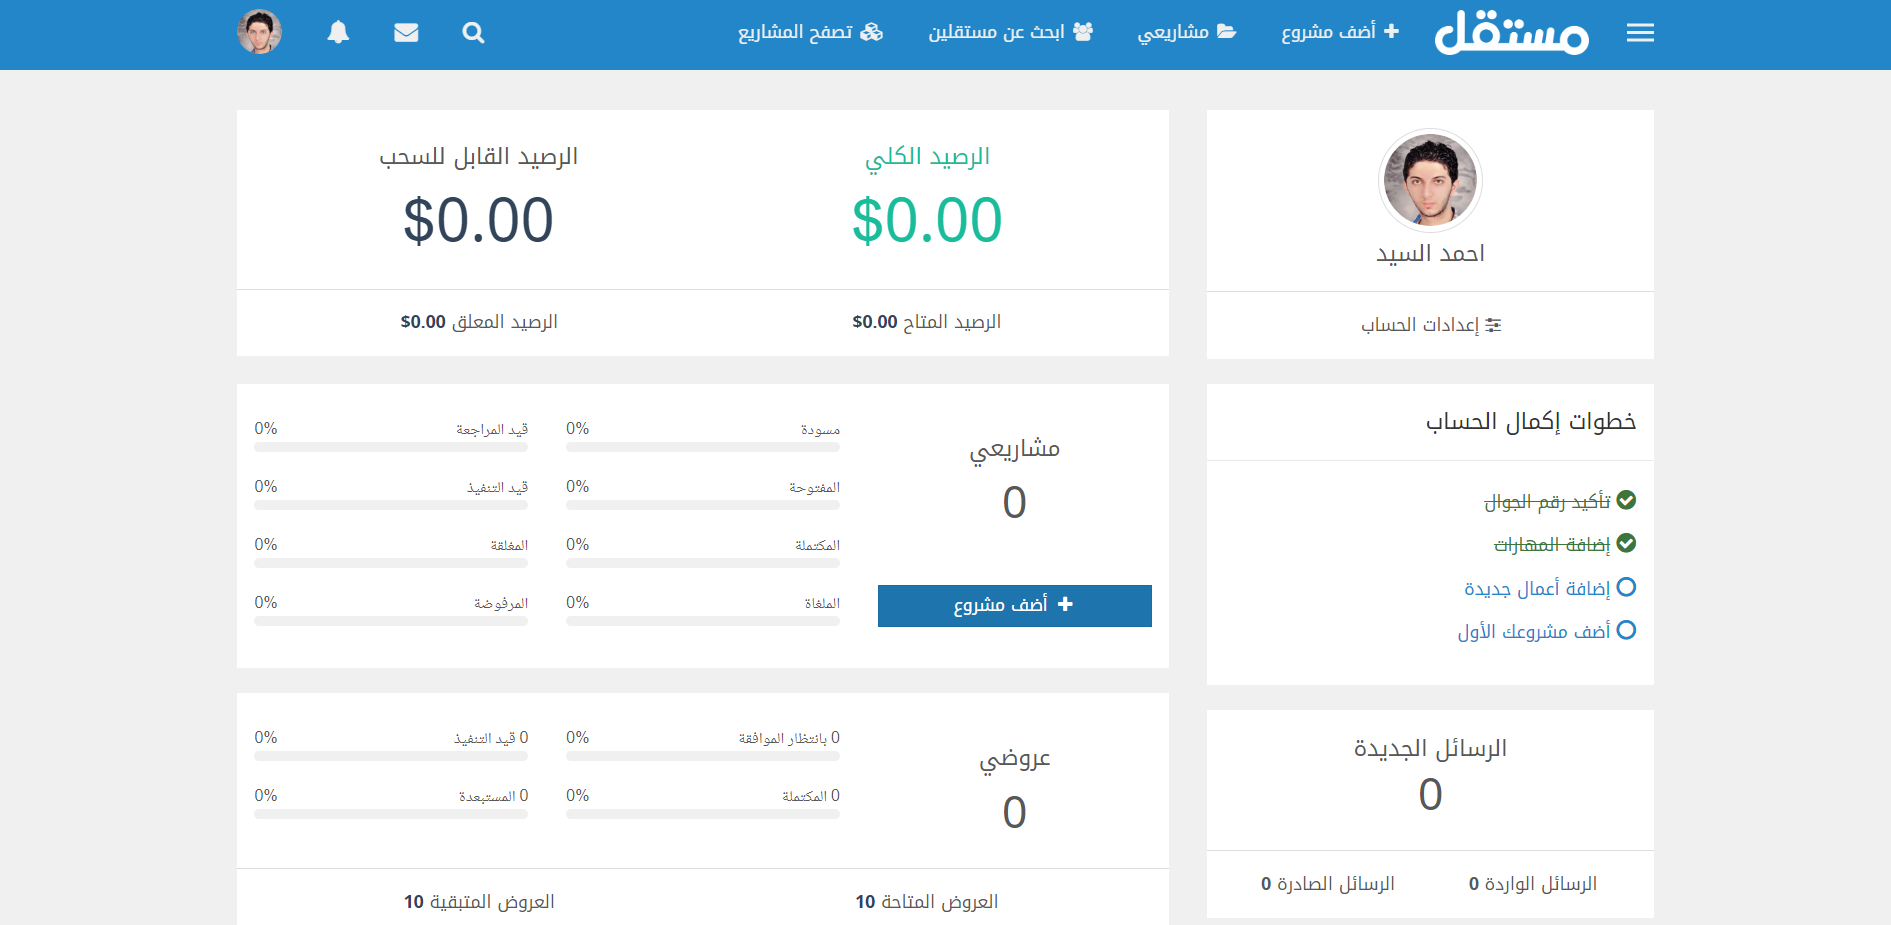 مستقل
أضف مشروع
مشاريعي
ابحث عن مستقلين
تصفح المشاريع
احمد السيد
إعدادات الحساب
الرصيد الكلي
$0.00
الرصيد القابل للسحب
$0.00
الرصيد المتاح $0.00
الرصيد المعلق $0.00
خطوات إكمال الحساب
تأكيد رقم الجوال
إضافة المهارات
إضافة أعمال جديدة
أضف مشروعك الأول
مشاريعي
0
أضف مشروع
مسودة 0%
قيد المراجعة 0%
المفتوحة 0%
قيد التنفيذ 0%
المكتملة 0%
المغلقة 0%
الملغاة 0%
المرفوضة 0%
الرسائل الجديدة
0
الرسائل الواردة 0
الرسائل الصادرة 0
عروضي
0
0 بانتظار الموافقة 0%
0 قيد التنفيذ 0%
0 المكتملة 0%
0 المستبعدة 0%
العروض المتاحة 10
العروض المتبقية 10